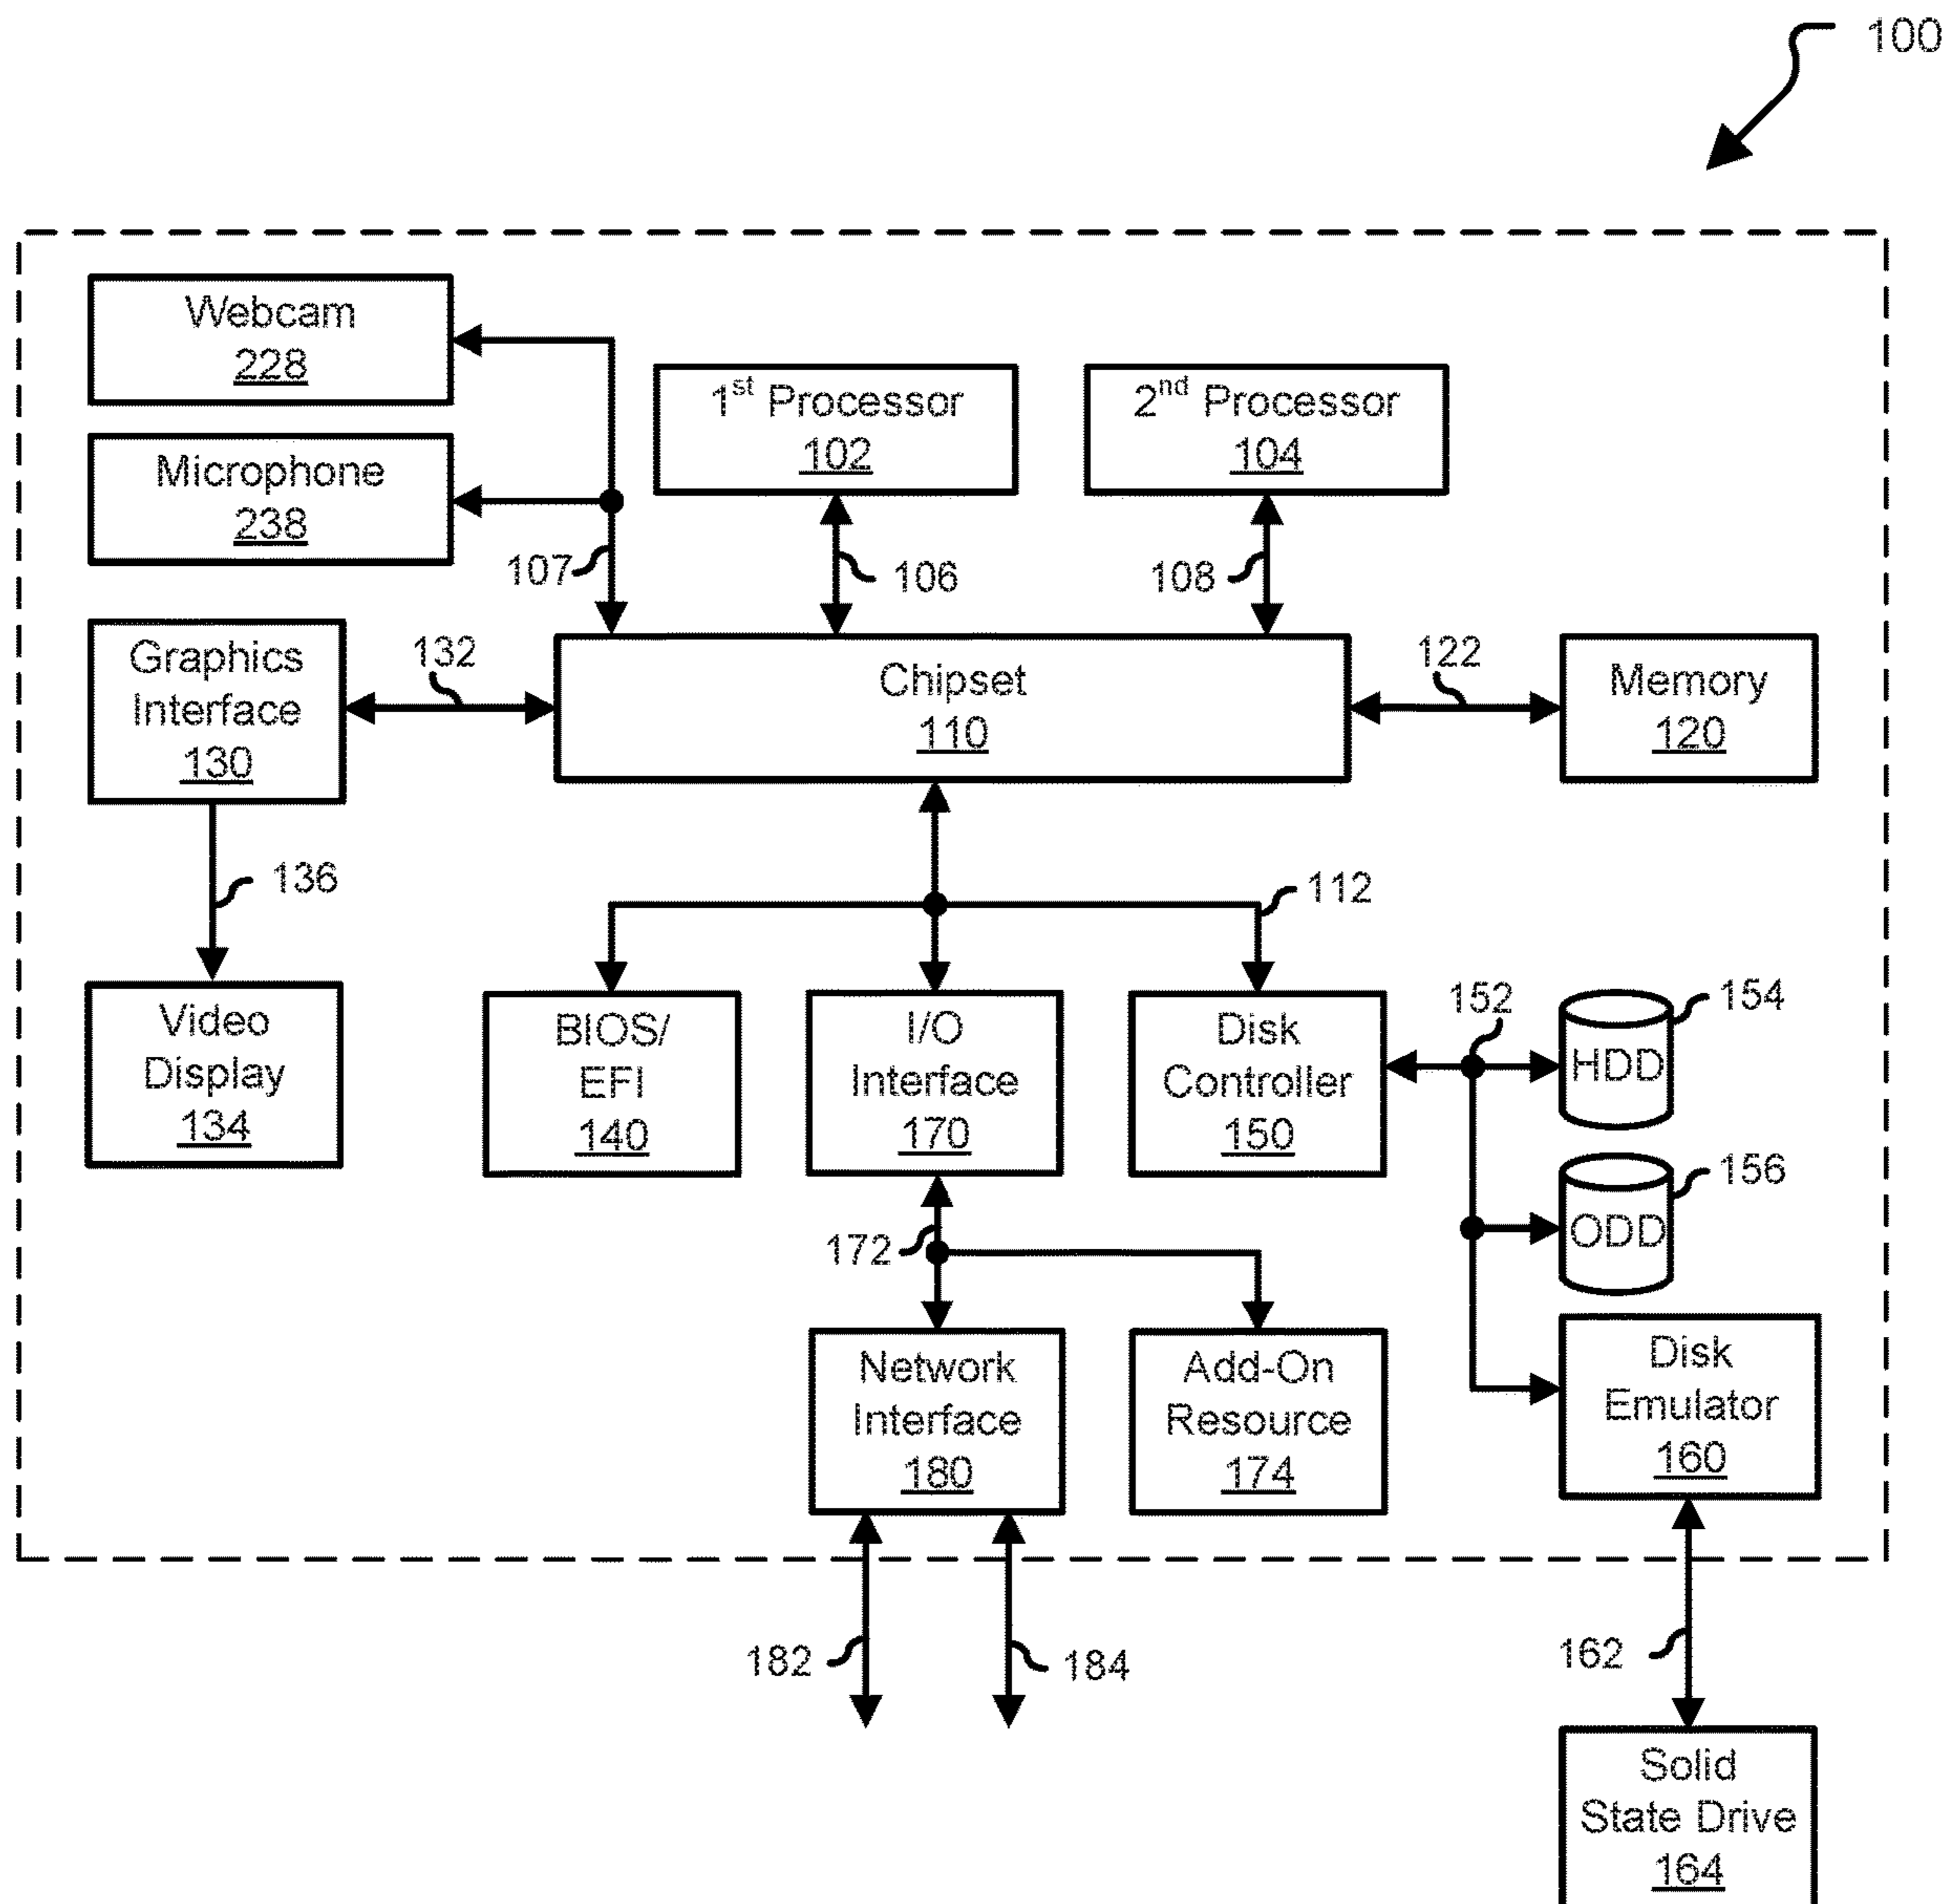 100
Webcam
228
Microphone
238
107
1st Processor
102
2nd Processor
104
106
108
Graphics
Interface
130
132
Chipset
110
122
Memory
120
136
112
Video
Display
134
BIOS/
EFI
140
I/O
Interface
170
Disk
Controller
150
152
HDD
154
ODD
156
172
Network
Interface
180
Add-On
Resource
174
Disk
Emulator
160
182
184
162
Solid
State Drive
164